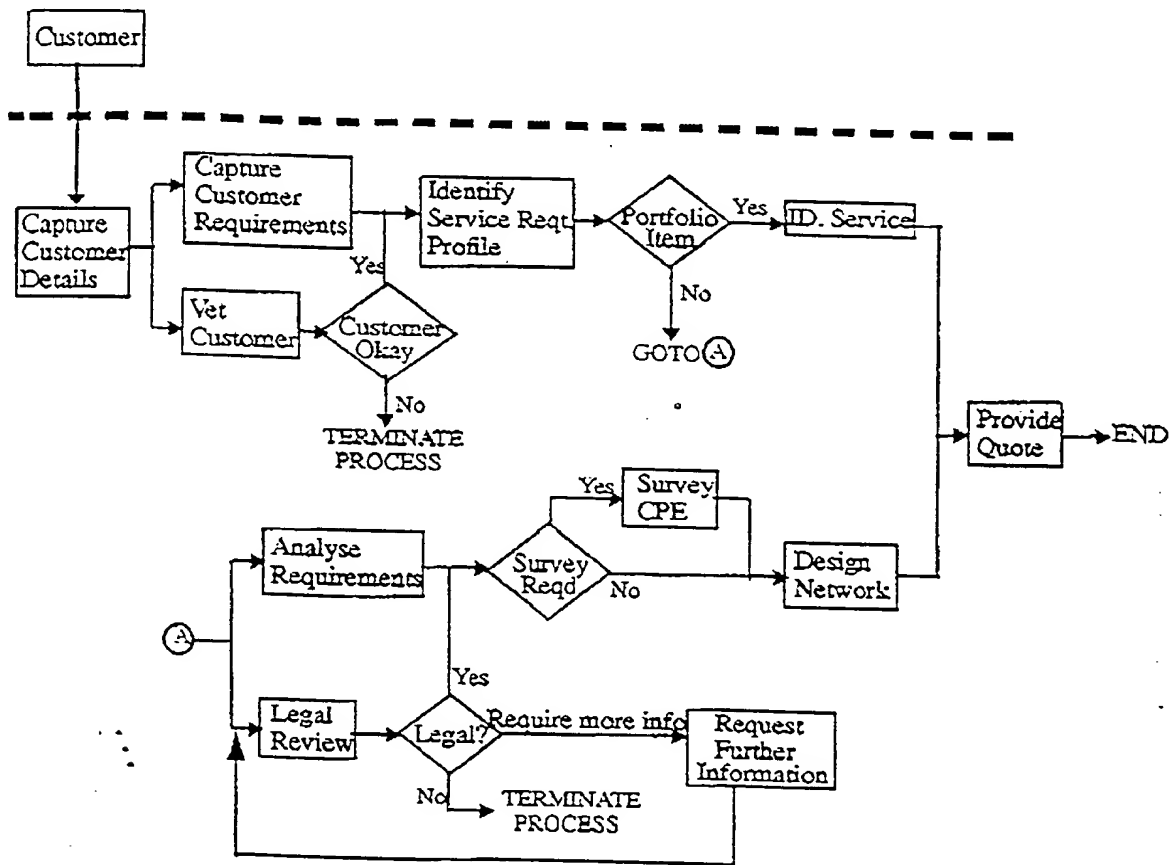 Customer
Capture
Customer
Details
Capture
Customer
Requirements
Vet
Customer
Yes
Customer
Okay
No
TERMINATE
PROCESS
Identify
Service Reqt.
Profile
Portfolio
Item
Yes
ID. Service
No
GOTO A
Provide
Quote
END
A
Analyse
Requirements
Survey
Reqd
Yes
Survey
CPE
No
Design
Network
Legal
Review
Yes
Legal?
Require more info
Request
Further
Information
No
TERMINATE
PROCESS